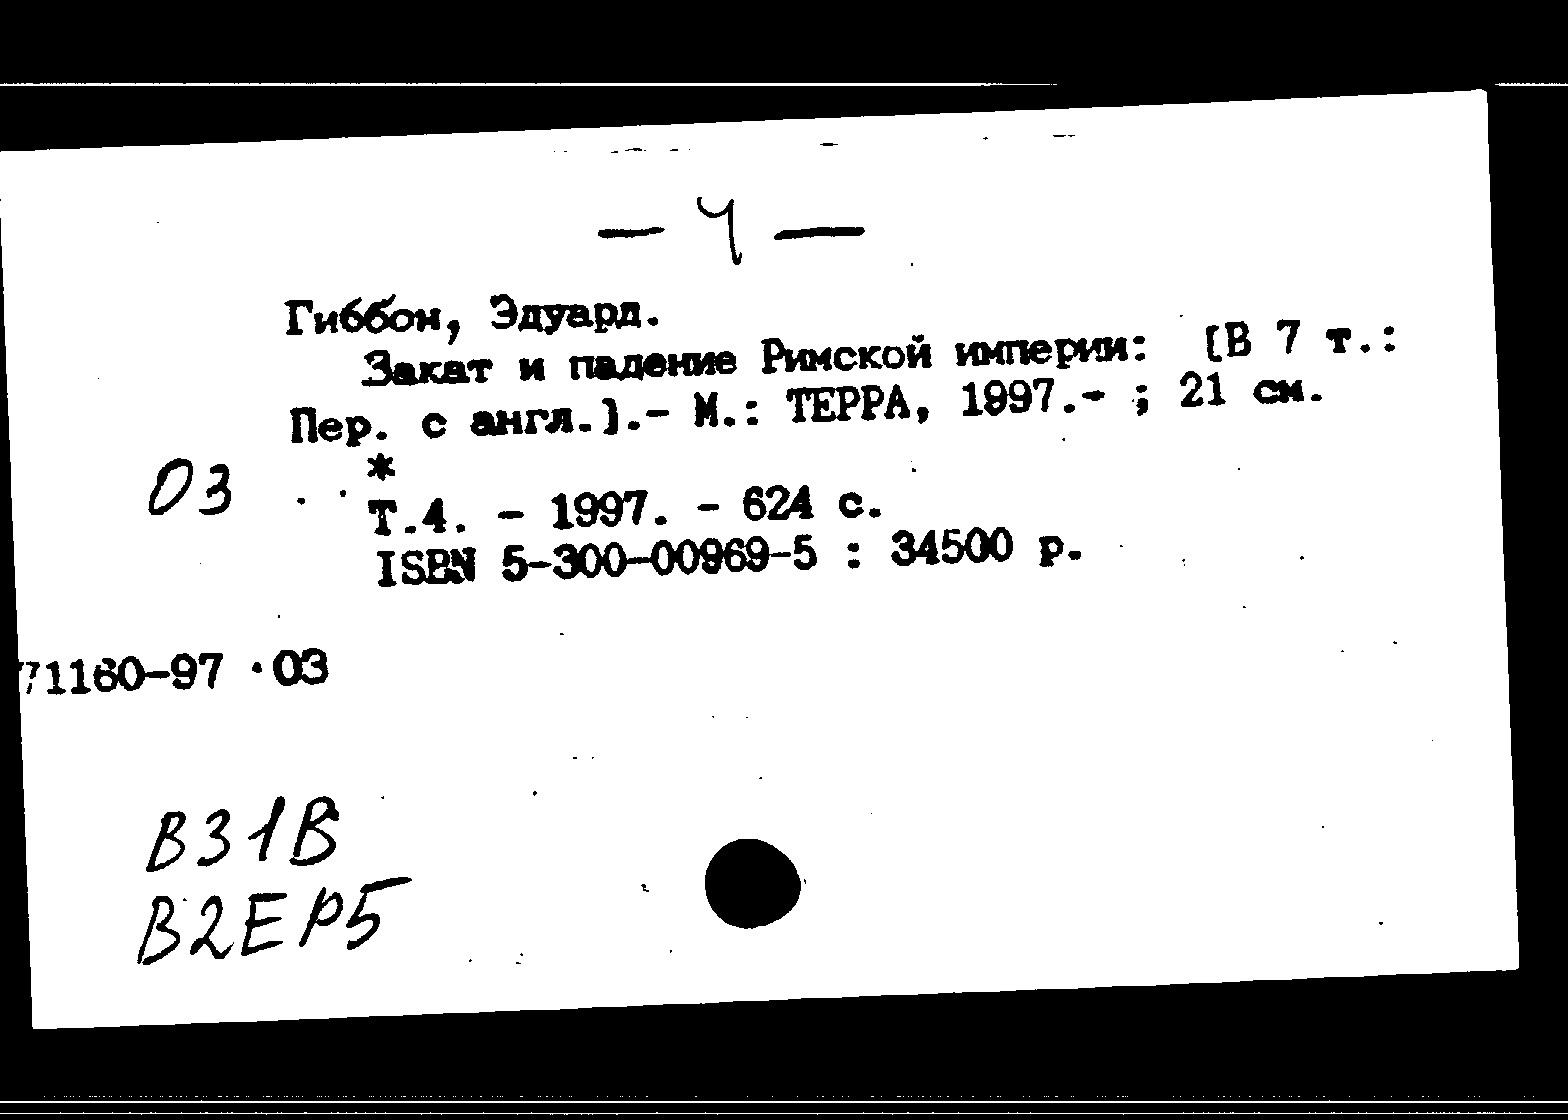 — 4 —
Гиббон, Эдуард.
Закат и падение Римской империи: [В 7 т.:
Пер. с англ.].- М.: ТЕРРА, 1997.- ; 21 см.
*
03
Т.4. - 1997. - 624 с.
ISBN 5-300-00969-5 : 34500 р.
71160-97 ·03
В31В
В2ЕР5